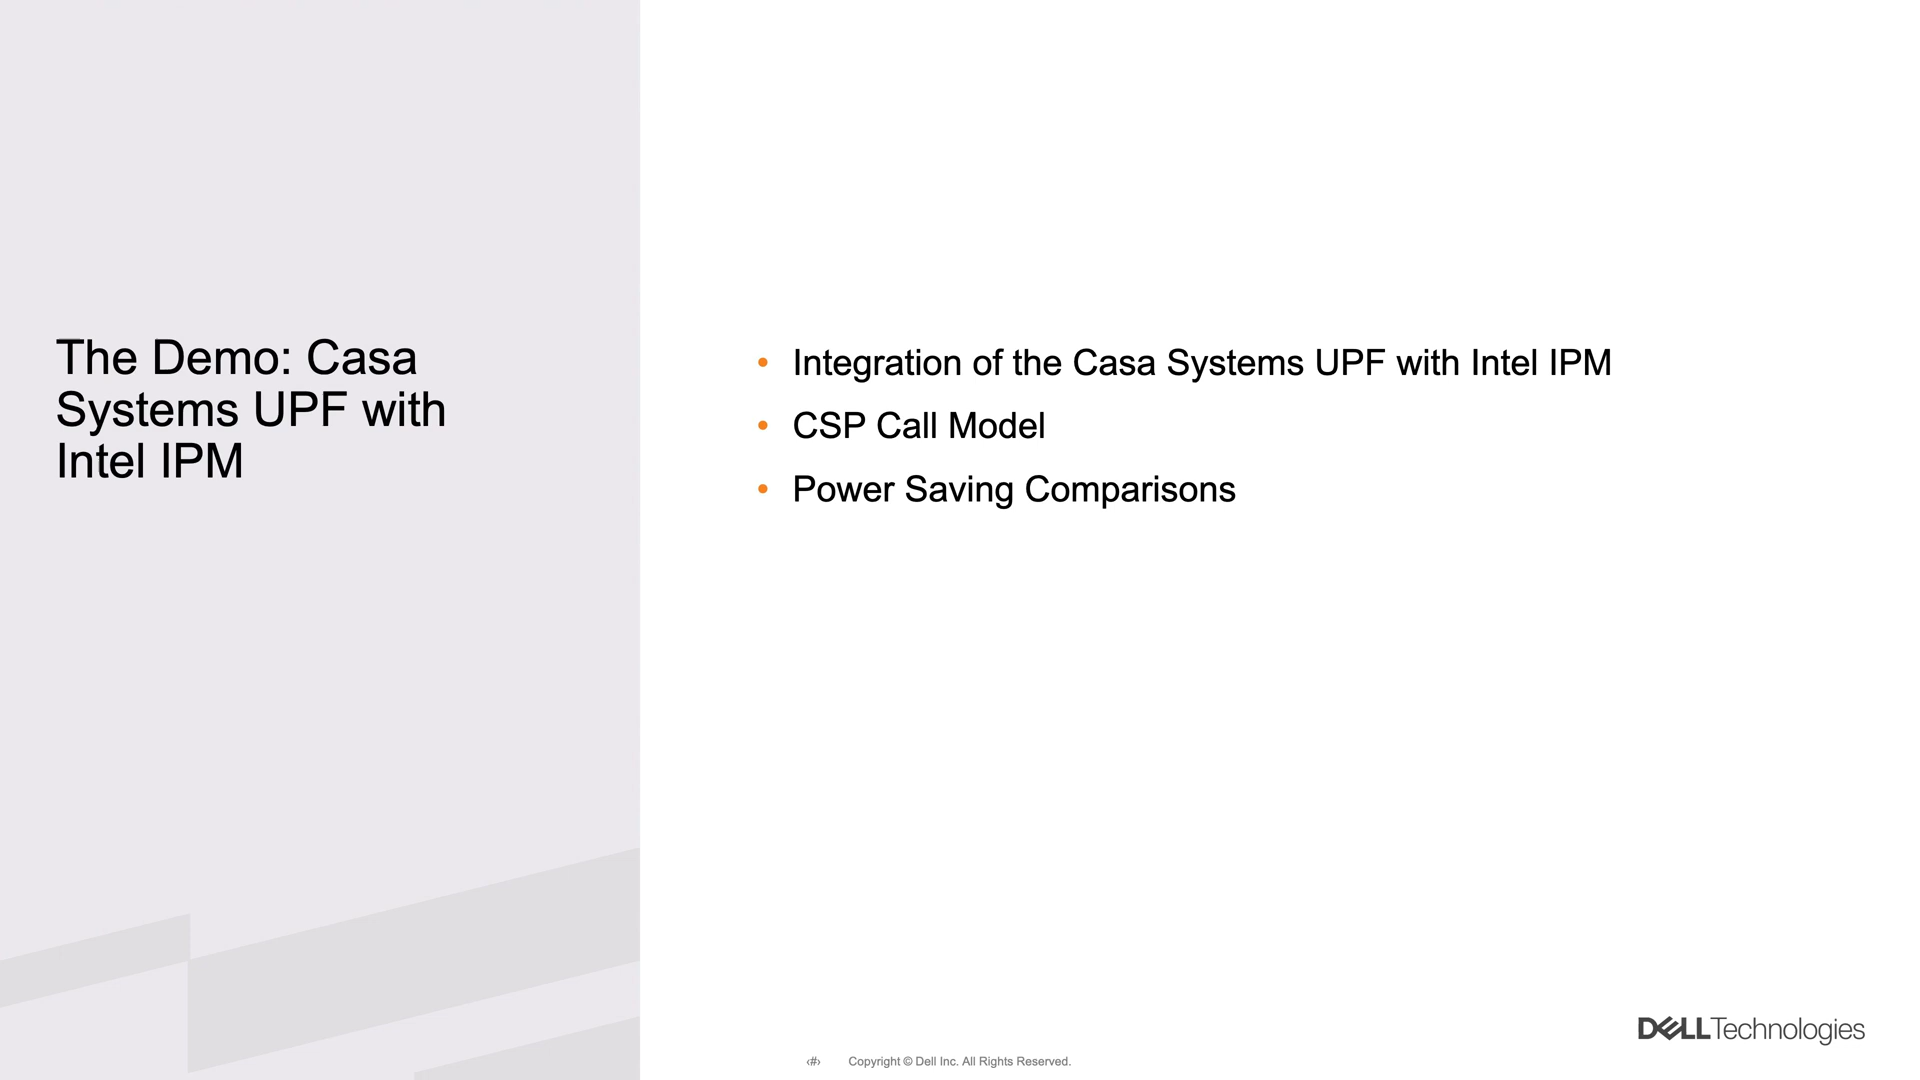 The Demo: Casa
Systems UPF with
Intel IPM
• Integration of the Casa Systems UPF with Intel IPM
• CSP Call Model
• Power Saving Comparisons
DELLTechnologies
‹#› Copyright © Dell Inc. All Rights Reserved.